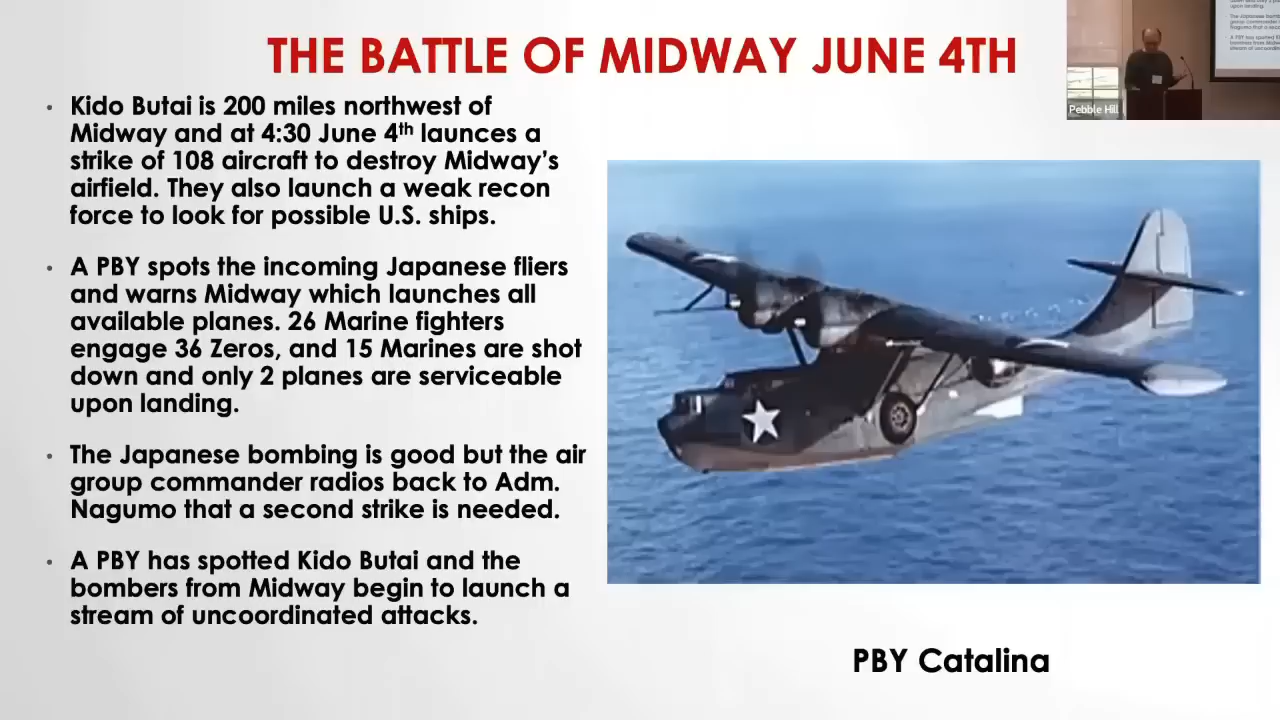 THE BATTLE OF MIDWAY JUNE 4TH
• Kido Butai is 200 miles northwest of
Midway and at 4:30 June 4th launces a
strike of 108 aircraft to destroy Midway's
airfield. They also launch a weak recon
force to look for possible U.S. ships.
• A PBY spots the incoming Japanese fliers
and warns Midway which launches all
available planes. 26 Marine fighters
engage 36 Zeros, and 15 Marines are shot
down and only 2 planes are serviceable
upon landing.
• The Japanese bombing is good but the air
group commander radios back to Adm.
Nagumo that a second strike is needed.
• A PBY has spotted Kido Butai and the
bombers from Midway begin to launch a
stream of uncoordinated attacks.
PBY Catalina
Pebble Hill